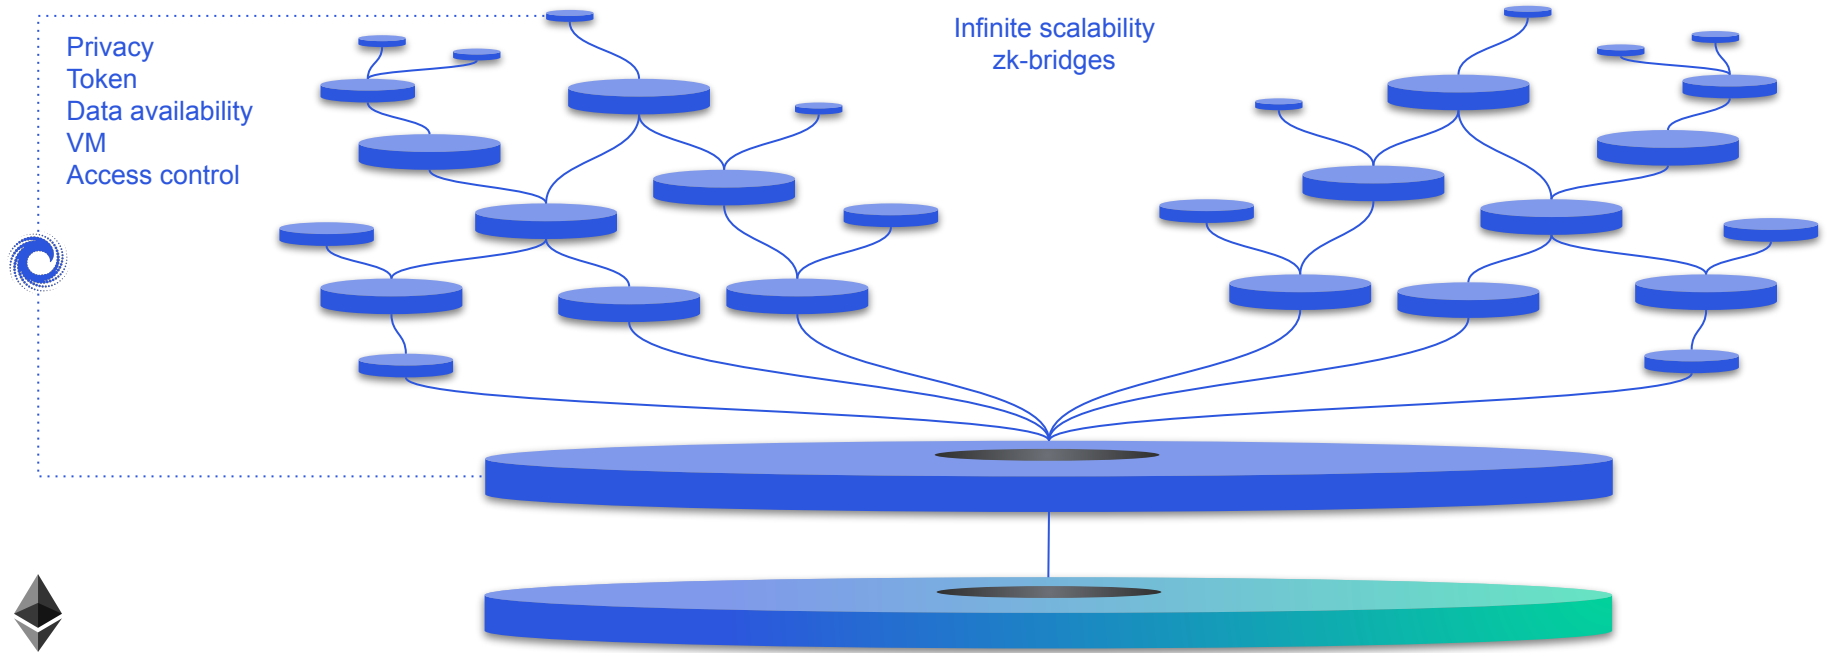 Privacy
Token
Data availability
VM
Access control
Infinite scalability
zk-bridges